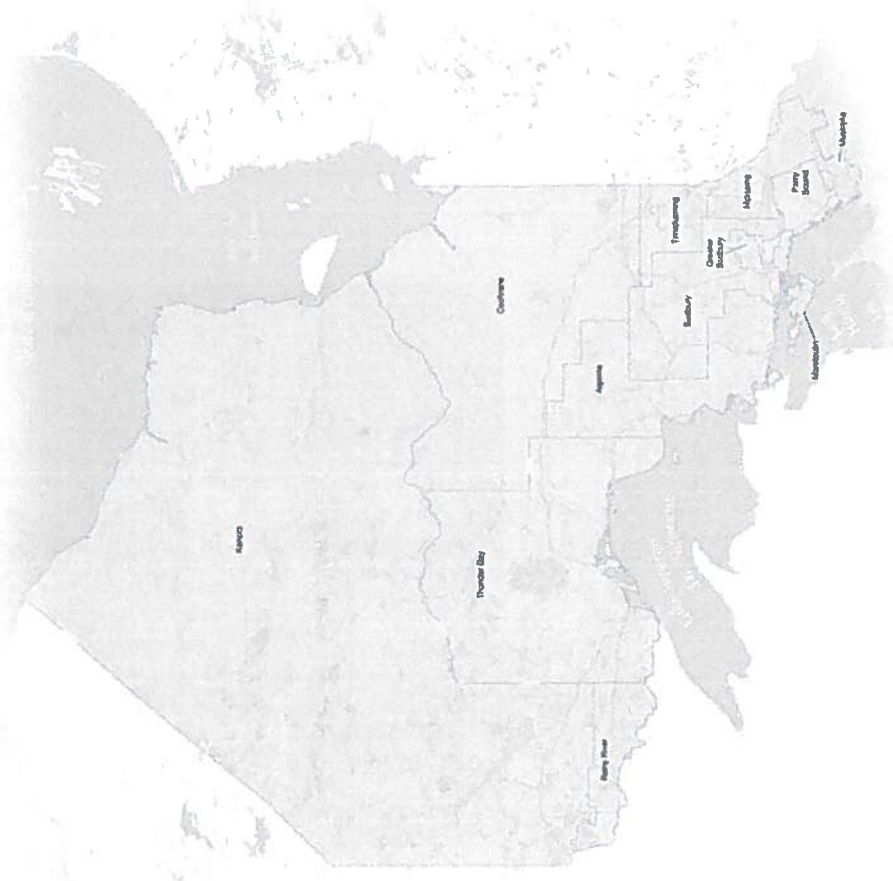 Kenora
Cochrane
Thunder Bay
Rainy River
Algoma
Sudbury
Greater
Sudbury
Timiskaming
Nipissing
Parry
Sound
Manitoulin
Muskoka